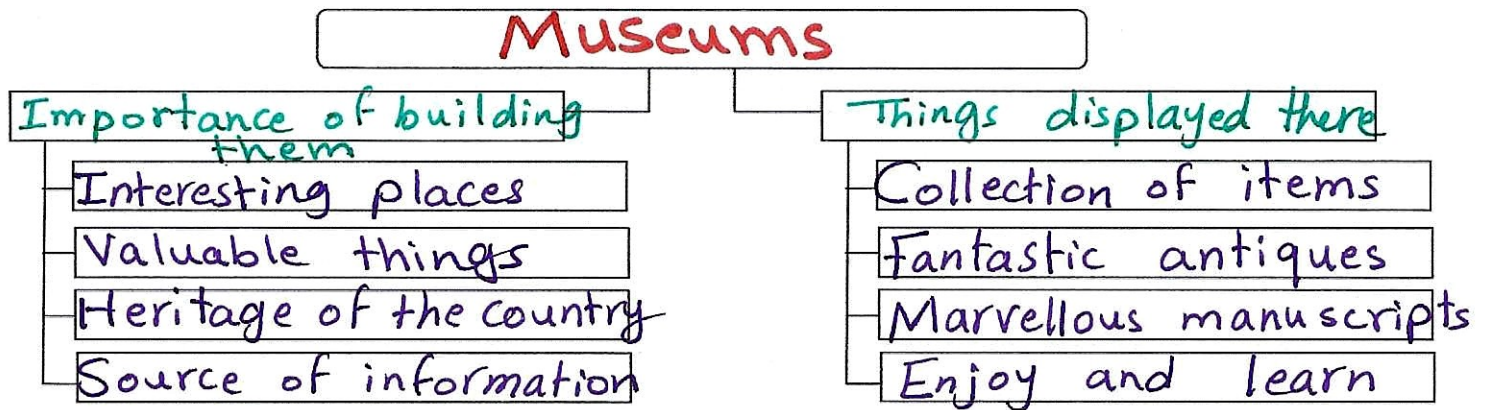 Museums
Importance of building
them
Interesting places
Valuable things
Heritage of the country
Source of information
Things displayed there
Collection of items
Fantastic antiques
Marvellous manuscripts
Enjoy and learn